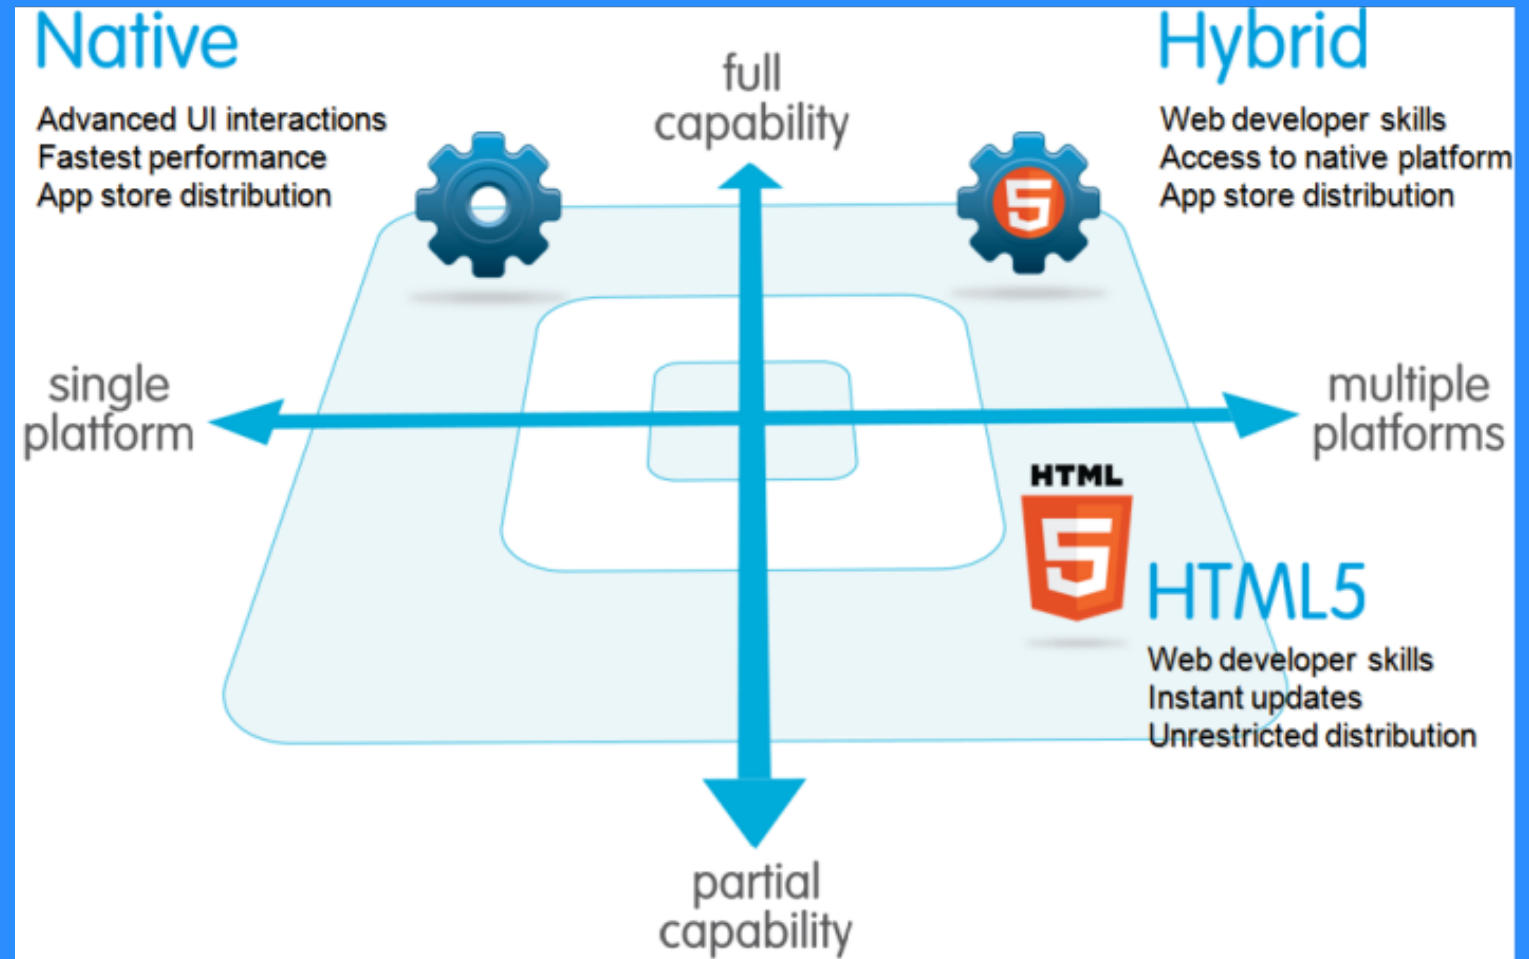 Native
Advanced UI interactions
Fastest performance
App store distribution
full
capability
Hybrid
Web developer skills
Access to native platform
App store distribution
5
single
platform
multiple
platforms
HTML
5
HTML5
Web developer skills
Instant updates
Unrestricted distribution
partial
capability